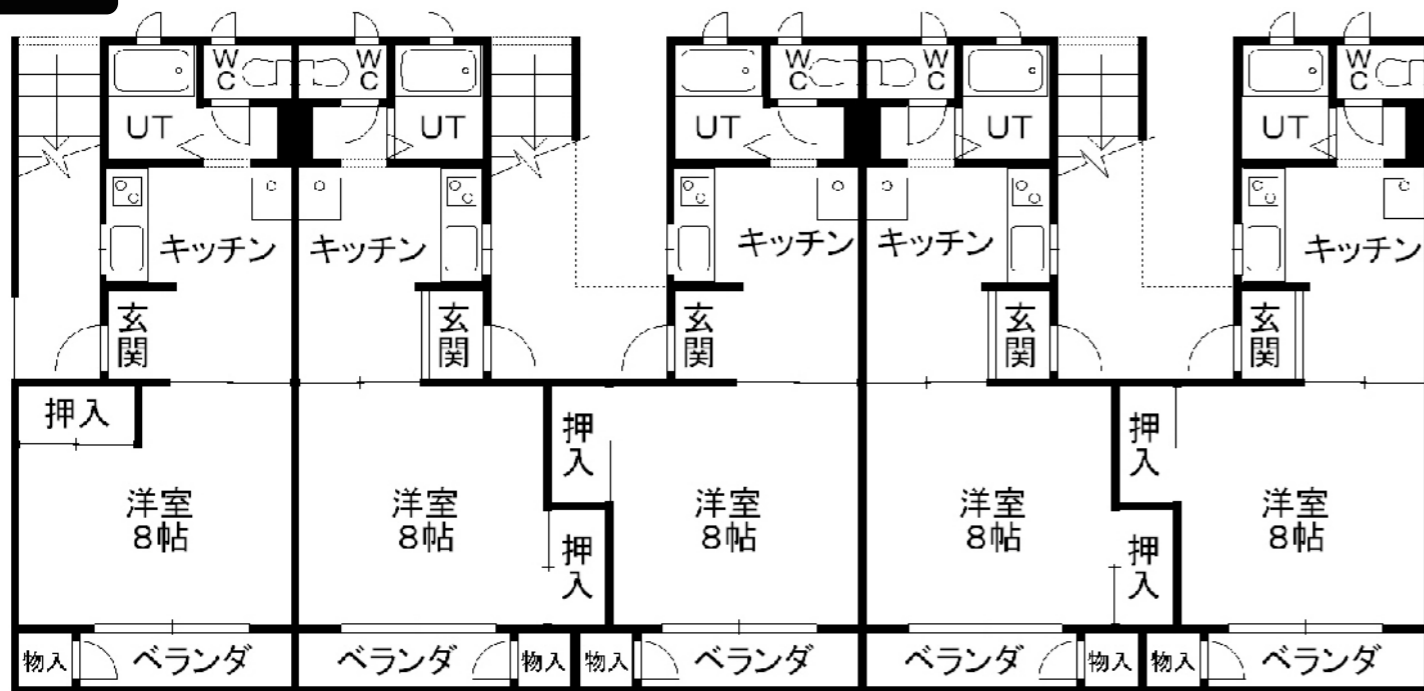 WC
WC
WC
WC
WC
UT
UT
UT
UT
UT
キッチン
キッチン
キッチン
キッチン
キッチン
玄関
玄関
玄関
玄関
玄関
押入
押入
押入
洋室
8帖
洋室
8帖
洋室
8帖
洋室
8帖
洋室
8帖
押入
押入
物入
ベランダ
ベランダ
物入
物入
ベランダ
ベランダ
物入
物入
ベランダ